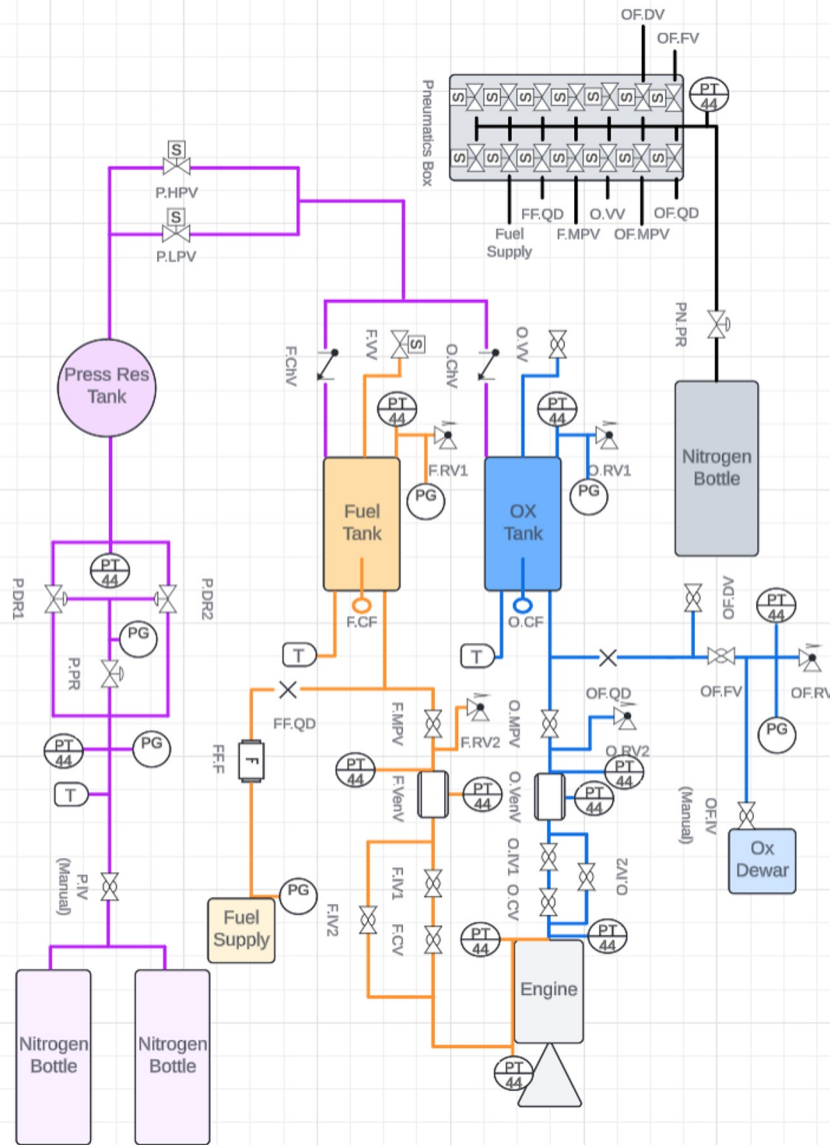 OF.DV
OF.FV
Pneumatics Box
S
S
S
S
S
S
S
PT
44
S
S
S
S
S
S
S
FF.QD
O.VV
OF.QD
Fuel
Supply
F.MPV
OF.MPV
S
P.HPV
S
P.LPV
PN.PR
F.ChV
F.VV
S
O.ChV
O.VV
Press Res
Tank
PT
44
PT
44
F.RV1
O.RV1
PG
PG
Nitrogen
Bottle
Fuel
Tank
OX
Tank
PT
44
P.DR1
P.DR2
PG
P.PR
F.CF
O.CF
T
T
OF.DV
PT
44
OF.FV
OF.RV
PG
FF.QD
F.MPV
F.RV2
O.MPV
OF.QD
O.RV2
PT
44
PG
T
FF.F
F
PT
44
F.VenV
PT
44
O.VenV
PT
44
PT
44
OF.IV
(Manual)
Ox
Dewar
P.IV
(Manual)
PG
Fuel
Supply
F.IV2
F.IV1
F.CV
O.IV1
O.CV
O.IV2
PT
44
PT
44
Engine
PT
44
Nitrogen
Bottle
Nitrogen
Bottle